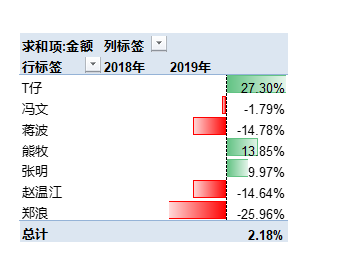 求和项:金额 列标签
行标签 2018年 2019年
T仔 27.30%
冯文 -1.79%
蒋波 -14.78%
熊牧 13.85%
张明 9.97%
赵温江 -14.64%
郑浪 -25.96%
总计 2.18%